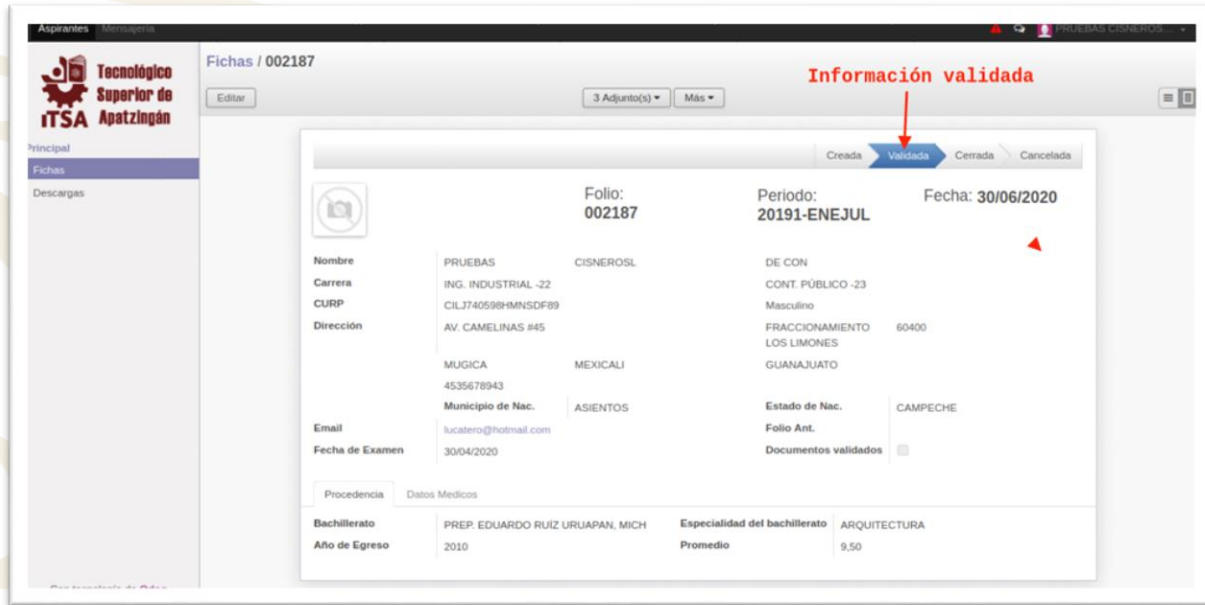 Aspirantes Mensajería PRUEBAS CISNEROS...
Tecnológico
Superior de
Apatzingán
ITSA
Fichas / 002187
Información validada
Editar 3 Adjunto(s) Más
Principal
Fichas
Descargas
Creada Validada Cerrada Cancelada
Folio: Periodo: Fecha: 30/06/2020
002187 20191-ENEJUL
Nombre PRUEBAS CISNEROSL DE CON
Carrera ING. INDUSTRIAL -22 CONT. PÚBLICO -23
CURP CILJ740598HMNSDF89 Masculino
Dirección AV. CAMELINAS #45 FRACCIONAMIENTO 60400
LOS LIMONES
MUGICA MEXICALI GUANAJUATO
4535678943
Municipio de Nac. ASIENTOS Estado de Nac. CAMPECHE
Email lucatero@hotmail.com Folio Ant.
Fecha de Examen 30/04/2020 Documentos validados
Procedencia Datos Medicos
Bachillerato PREP. EDUARDO RUÍZ URUAPAN, MICH Especialidad del bachillerato ARQUITECTURA
Año de Egreso 2010 Promedio 9,50